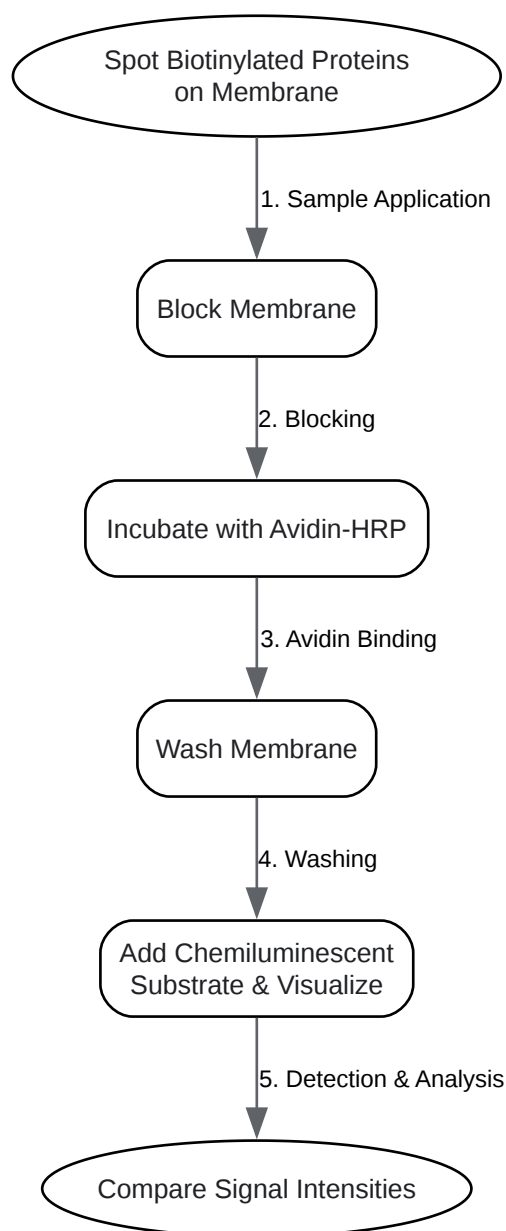 Spot Biotinylated Proteins
on Membrane
1. Sample Application
Block Membrane
2. Blocking
Incubate with Avidin-HRP
3. Avidin Binding
Wash Membrane
4. Washing
Add Chemiluminescent
Substrate & Visualize
5. Detection & Analysis
Compare Signal Intensities